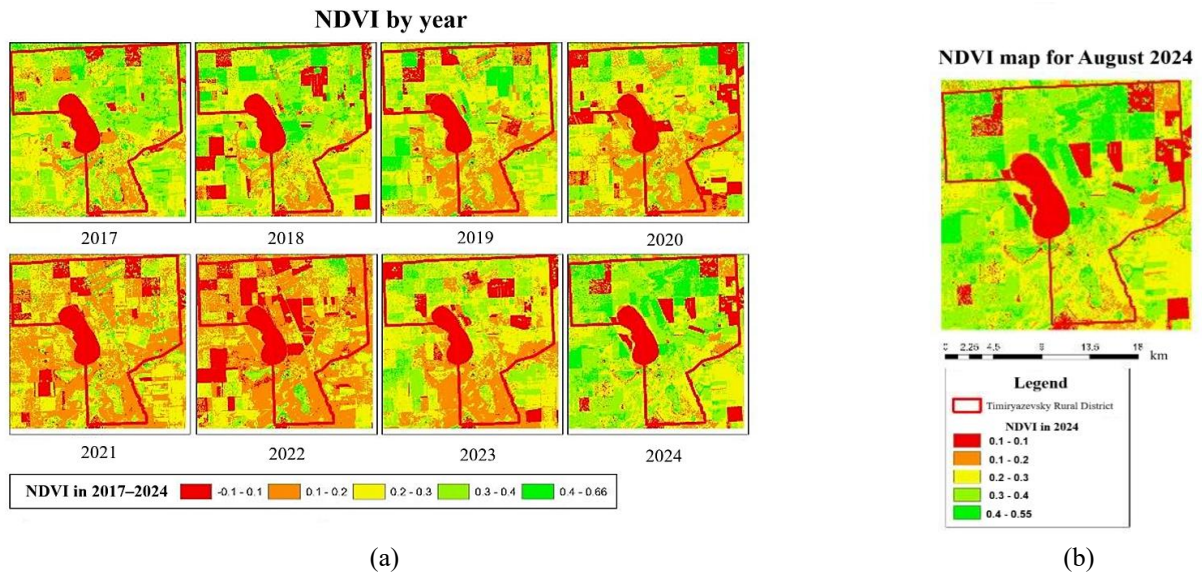 NDVI by year
2017
2018
2019
2020
2021
2022
2023
2024
NDVI in 2017–2024
-0.1 - 0.1
0.1 - 0.2
0.2 - 0.3
0.3 - 0.4
0.4 - 0.66
(a)
NDVI map for August 2024
0 2.25 4.5 13.5 18 km
Legend
Timiryazevsky Rural District
NDVI in 2024
0.1 - 0.1
0.1 - 0.2
0.2 - 0.3
0.3 - 0.4
0.4 - 0.55
(b)